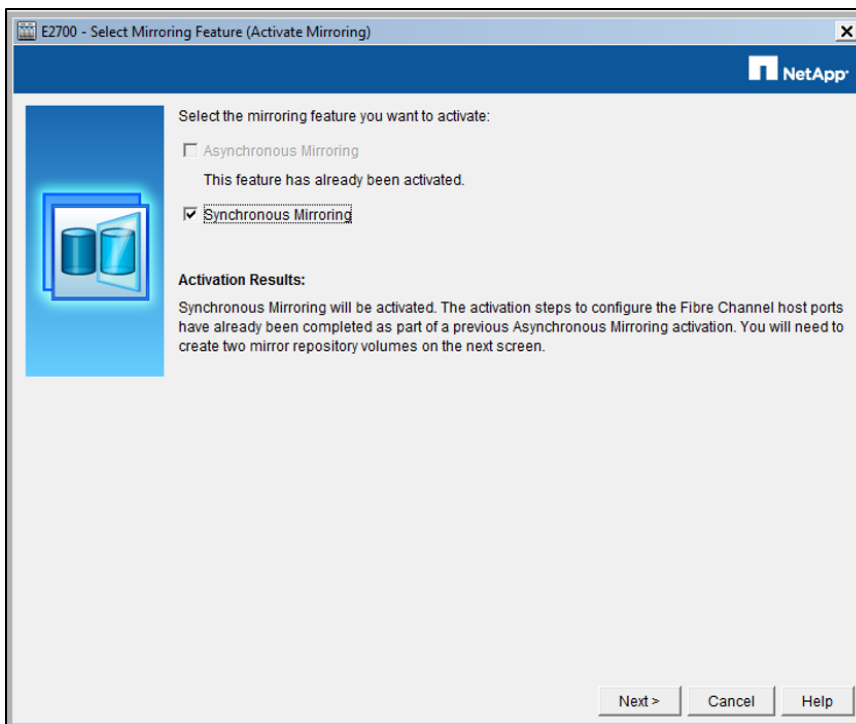 E2700 - Select Mirroring Feature (Activate Mirroring)
NetApp
Select the mirroring feature you want to activate:
Asynchronous Mirroring
This feature has already been activated.
Synchronous Mirroring
Activation Results:
Synchronous Mirroring will be activated. The activation steps to configure the Fibre Channel host ports
have already been completed as part of a previous Asynchronous Mirroring activation. You will need to
create two mirror repository volumes on the next screen.
Next >
Cancel
Help